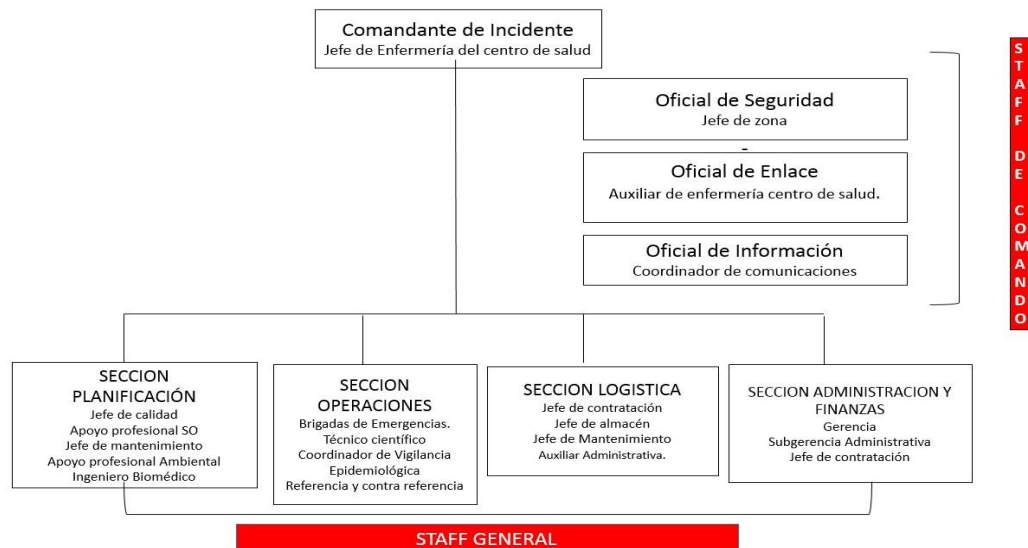 Comandante de Incidente
Jefe de Enfermería del centro de salud
Oficial de Seguridad
Jefe de zona
-
Oficial de Enlace
Auxiliar de enfermería centro de salud.
Oficial de Información
Coordinador de comunicaciones
STAFF DE COMANDO
SECCION
PLANIFICACIÓN
Jefe de calidad
Apoyo profesional SO
Jefe de mantenimiento
Apoyo profesional Ambiental
Ingeniero Biomédico
SECCION
OPERACIONES
Brigadas de Emergencias.
Técnico científico
Coordinador de Vigilancia
Epidemiológica
Referencia y contra referencia
SECCION LOGISTICA
Jefe de contratación
Jefe de almacén
Jefe de Mantenimiento
Auxiliar Administrativa.
SECCION ADMINISTRACION Y
FINANZAS
Gerencia
Subgerencia Administrativa
Jefe de contratación
STAFF GENERAL